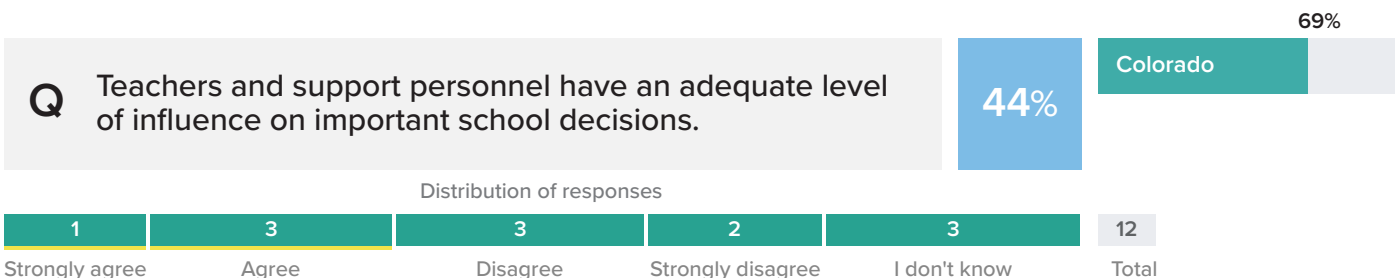 69%
Q Teachers and support personnel have an adequate level
of influence on important school decisions.
44%
Colorado
Distribution of responses
1 3 3 2 3 12
Strongly agree Agree Disagree Strongly disagree I don't know Total